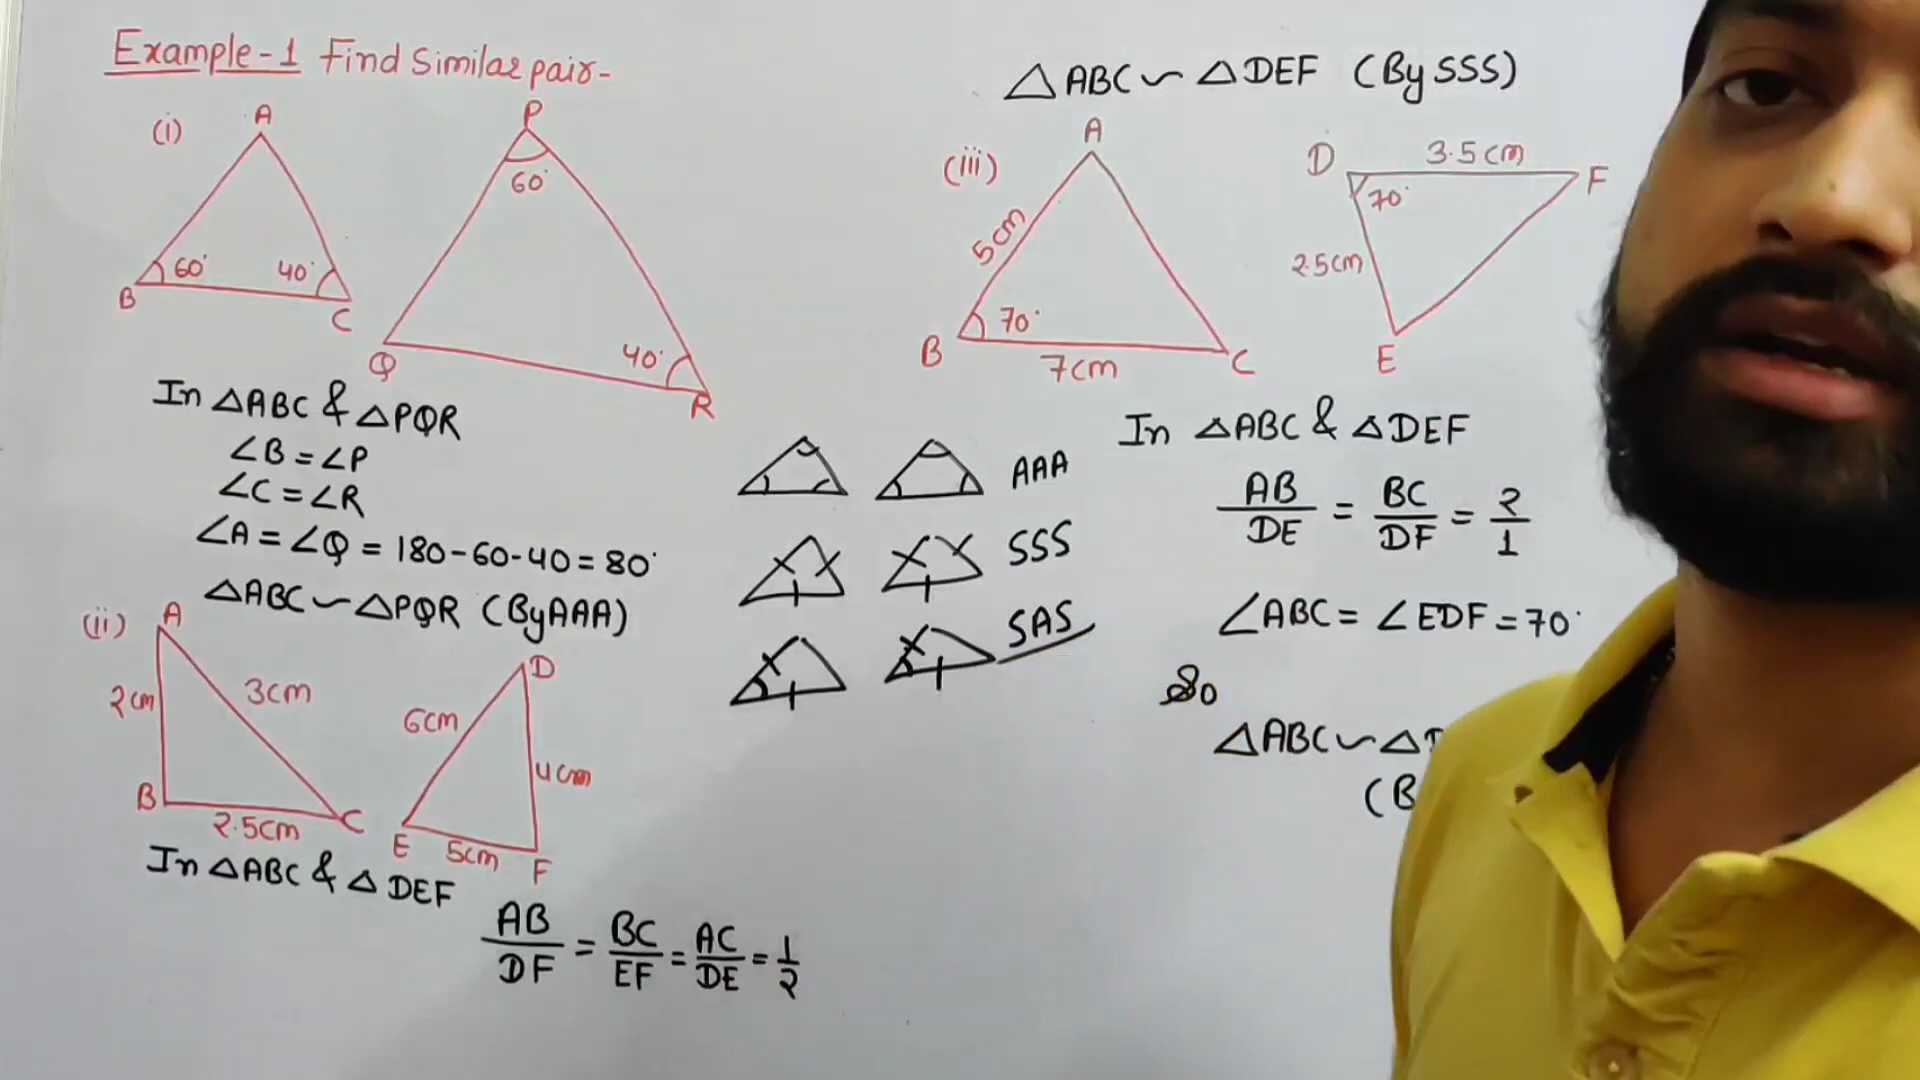 Example-1 Find Similar pair-
(i)
A
60°
40°
B
C
P
60°
40°
Q
R
In △ABC & △PQR
∠B = ∠P
∠C = ∠R
∠A = ∠Q = 180-60-40 = 80°
△ABC ∽ △PQR (By AAA)
(ii)
A
2cm
3cm
B
2.5cm
C
D
6cm
4cm
E
5cm
F
In △ABC & △DEF
AB/DF = BC/EF = AC/DE = 1/2
AAA
SSS
SAS
△ABC ∽ △DEF (By SSS)
(iii)
A
5cm
B
70°
7cm
C
D
3.5cm
F
70°
2.5cm
E
In △ABC & △DEF
AB/DE = BC/DF = 2/1
∠ABC = ∠EDF = 70°
So
△ABC ∽ △
(B